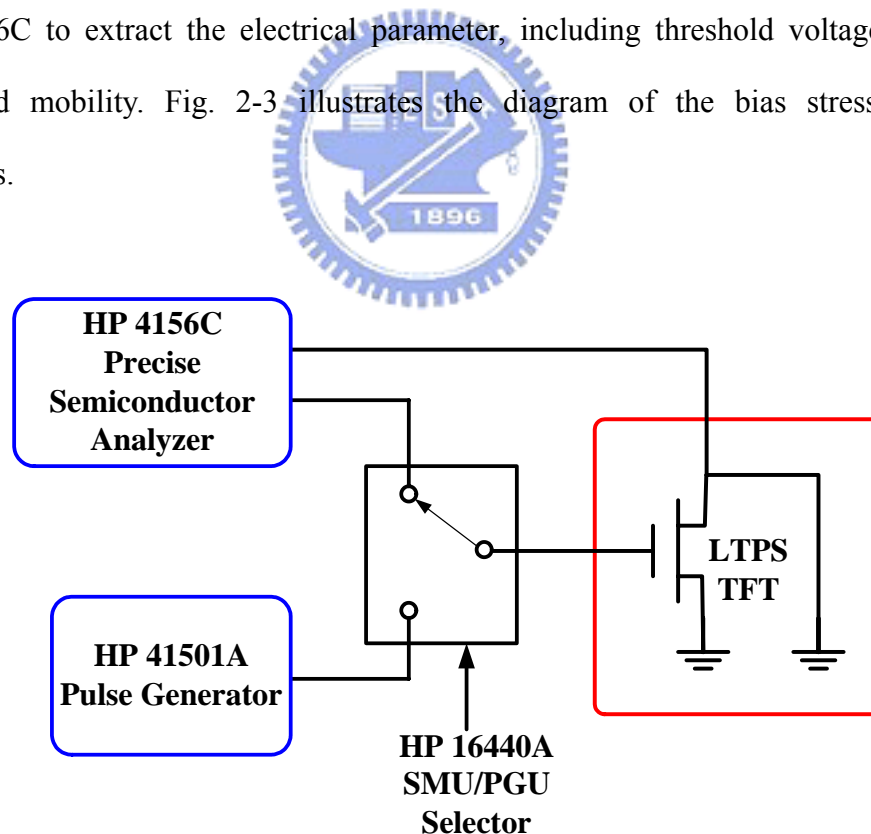 6C to extract the electrical parameter, including threshold voltage
d mobility. Fig. 2-3 illustrates the diagram of the bias stress
s.
1896
HP 4156C
Precise
Semiconductor
Analyzer
LTPS
TFT
HP 41501A
Pulse Generator
HP 16440A
SMU/PGU
Selector